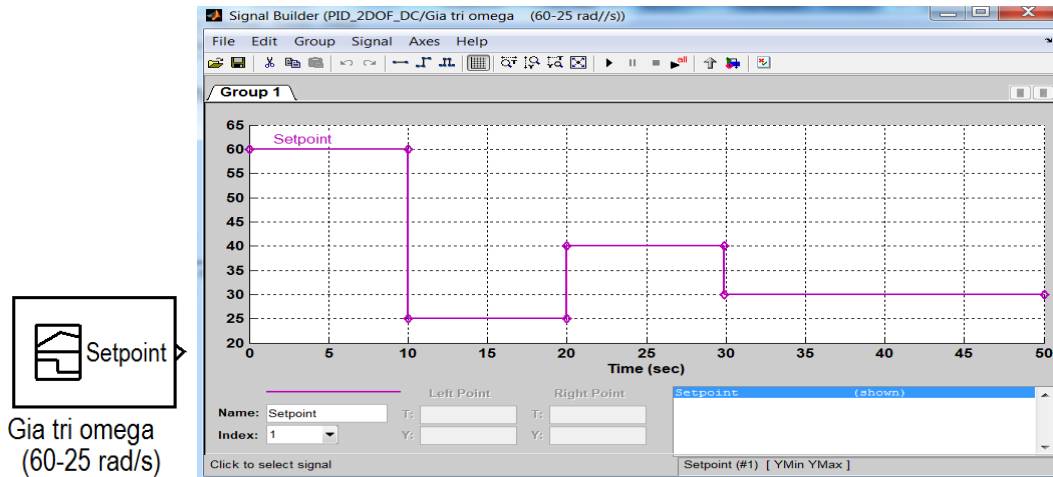 Signal Builder (PID_2DOF_DC/Gia tri omega (60-25 rad//s))
File Edit Group Signal Axes Help
all
Group 1
65
60
55
50
45
40
35
30
25
20
Setpoint
0 5 10 15 20 25 30 35 40 45 50
Time (sec)
Left Point Right Point
Name: Setpoint T: T:
Index: 1 Y: Y:
Setpoint (shown)
Click to select signal
Setpoint (#1) [ YMin YMax ]
Setpoint
Gia tri omega
(60-25 rad/s)